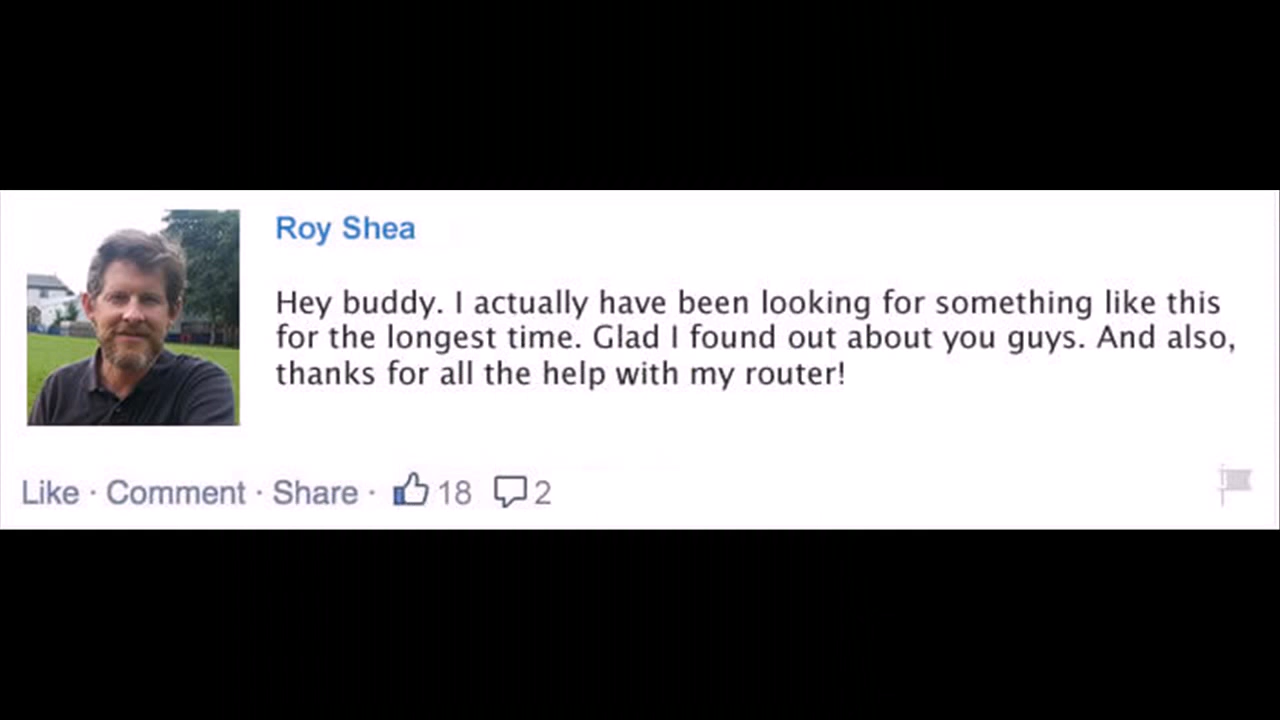 Roy Shea
Hey buddy. I actually have been looking for something like this
for the longest time. Glad I found out about you guys. And also,
thanks for all the help with my router!
Like · Comment · Share · 18 2